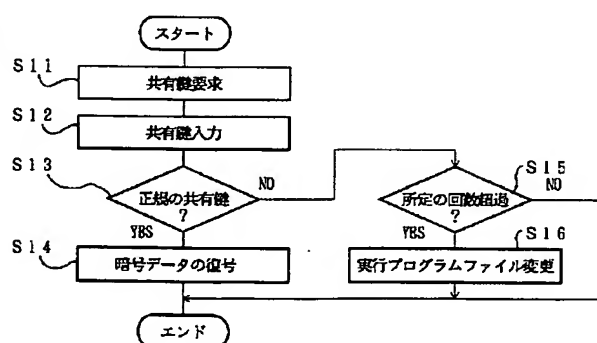 スタート
S11
共有鍵要求
S12
共有鍵入力
S13
正規の共有鍵
?
NO
YES
S14
暗号データの復号
S15
所定の回数超過
?
NO
YES
S16
実行プログラムファイル変更
エンド